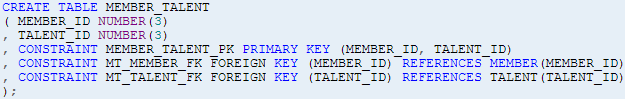 CREATE TABLE MEMBER_TALENT
( MEMBER_ID NUMBER(3)
, TALENT_ID NUMBER(3)
, CONSTRAINT MEMBER_TALENT_PK PRIMARY KEY (MEMBER_ID, TALENT_ID)
, CONSTRAINT MT_MEMBER_FK FOREIGN KEY (MEMBER_ID) REFERENCES MEMBER(MEMBER_ID)
, CONSTRAINT MT_TALENT_FK FOREIGN KEY (TALENT_ID) REFERENCES TALENT(TALENT_ID)
);